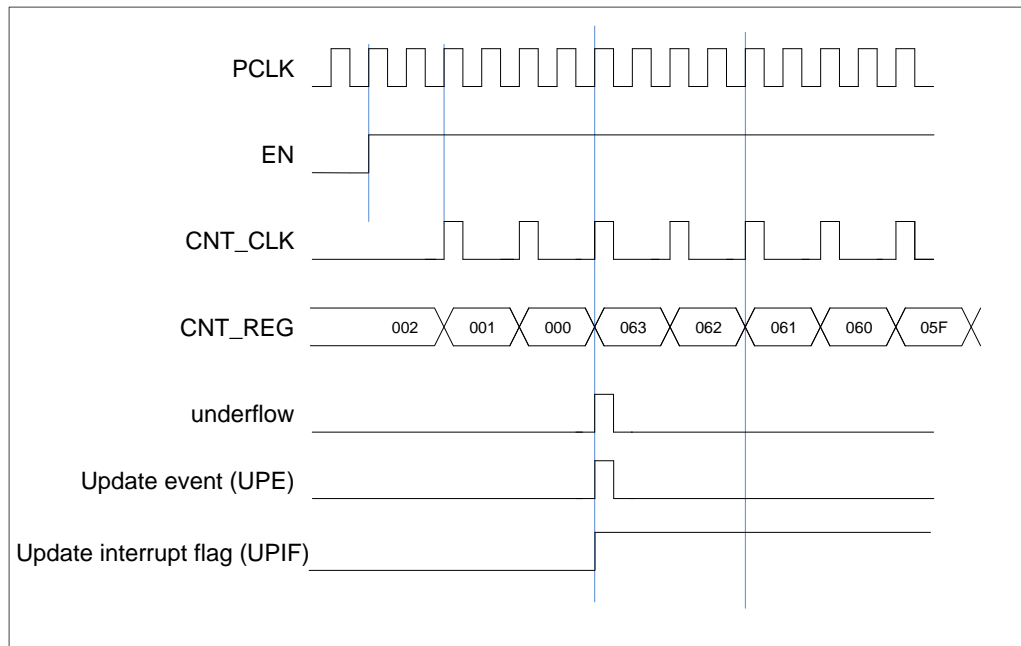 PCLK
EN
CNT_CLK
CNT_REG 002 001 000 063 062 061 060 05F
underflow
Update event (UPE)
Update interrupt flag (UPIF)